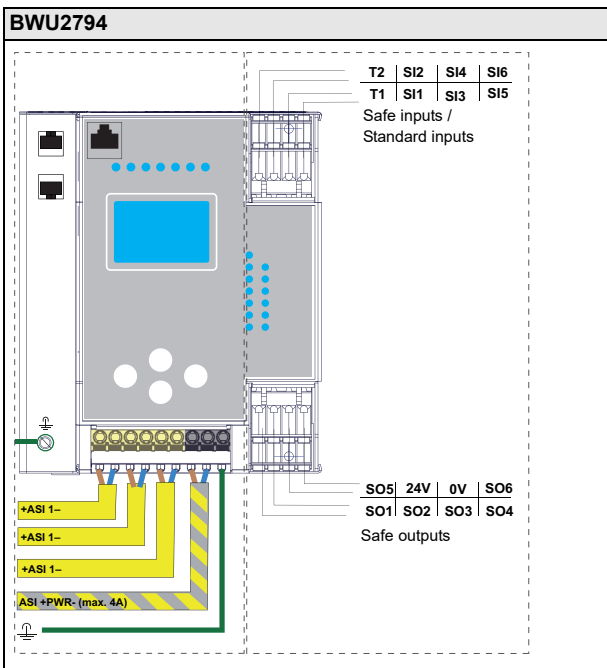 BWU2794
T2 SI2 SI4 SI6
T1 SI1 SI3 SI5
Safe inputs /
Standard inputs
SO5 24V 0V SO6
SO1 SO2 SO3 SO4
Safe outputs
+ASI 1–
+ASI 1–
+ASI 1–
ASI +PWR- (max. 4A)